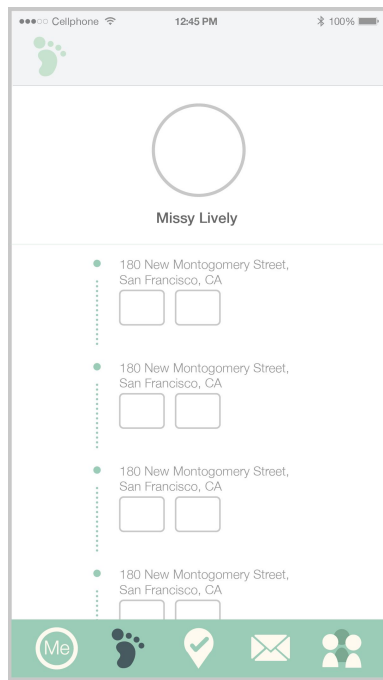 Cellphone 12:45 PM 100%
Missy Lively
180 New Montogomery Street,
San Francisco, CA
180 New Montogomery Street,
San Francisco, CA
180 New Montogomery Street,
San Francisco, CA
180 New Montogomery Street,
San Francisco, CA
Me